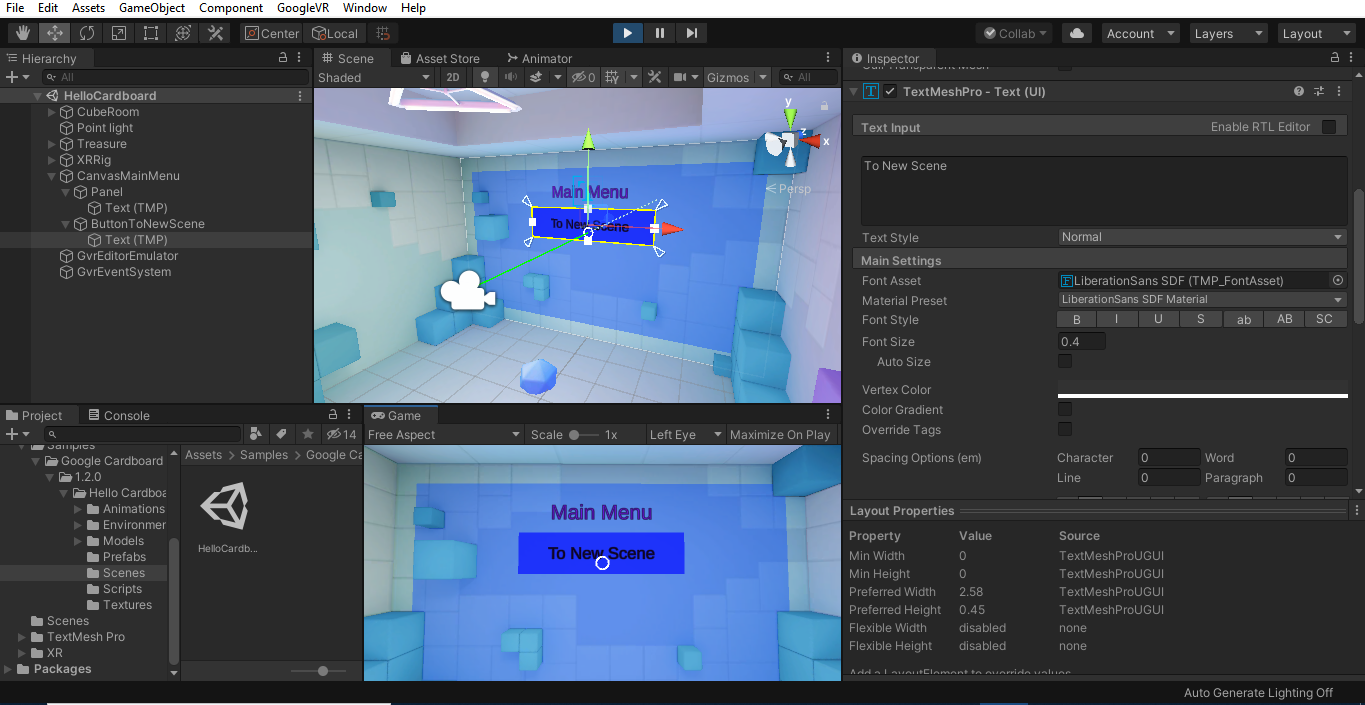 File Edit Assets GameObject Component GoogleVR Window Help
Center Local Collab Account Layers Layout
Hierarchy
All
HelloCardboard
CubeRoom
Point light
Treasure
XRRig
CanvasMainMenu
Panel
Text (TMP)
ButtonToNewScene
Text (TMP)
GvrEditorEmulator
GvrEventSystem
Scene Asset Store Animator
Shaded 2D 0 Gizmos All
y
z
x
Persp
Main Menu
To New Scene
Project Console
14
Samples
Google Cardboard
1.2.0
Hello Cardboa
Animations
Environmer
Models
Prefabs
Scenes
Scripts
Textures
Scenes
TextMesh Pro
XR
Packages
Assets > Samples > Google Ca
HelloCardb...
Game
Free Aspect Scale 1x Left Eye Maximize On Play
Main Menu
To New Scene
Inspector
TextMeshPro - Text (UI)
Text Input Enable RTL Editor
To New Scene
Text Style Normal
Main Settings
Font Asset LiberationSans SDF (TMP_FontAsset)
Material Preset LiberationSans SDF Material
Font Style B I U S ab AB SC
Font Size 0.4
Auto Size
Vertex Color
Color Gradient
Override Tags
Spacing Options (em) Character 0 Word 0
Line 0 Paragraph 0
Layout Properties
Property Value Source
Min Width 0 TextMeshProUGUI
Min Height 0 TextMeshProUGUI
Preferred Width 2.58 TextMeshProUGUI
Preferred Height 0.45 TextMeshProUGUI
Flexible Width disabled none
Flexible Height disabled none
Add a LayoutElement to override values
Auto Generate Lighting Off